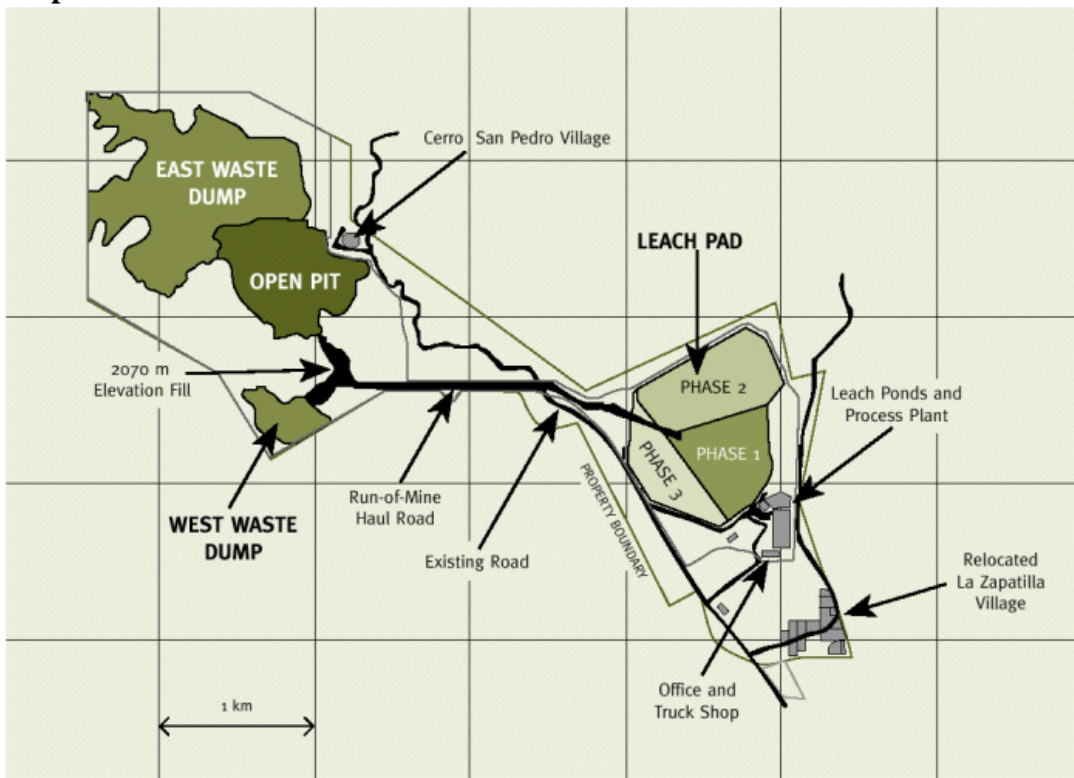 Cerro San Pedro Village
EAST WASTE
DUMP
LEACH PAD
OPEN PIT
2070 m
Elevation Fill
PHASE 2
Leach Ponds and
Process Plant
PHASE 1
PHASE 3
Run-of-Mine
Haul Road
PROPERTY BOUNDARY
WEST WASTE
DUMP
Existing Road
Relocated
La Zapatilla
Village
Office and
Truck Shop
1 km